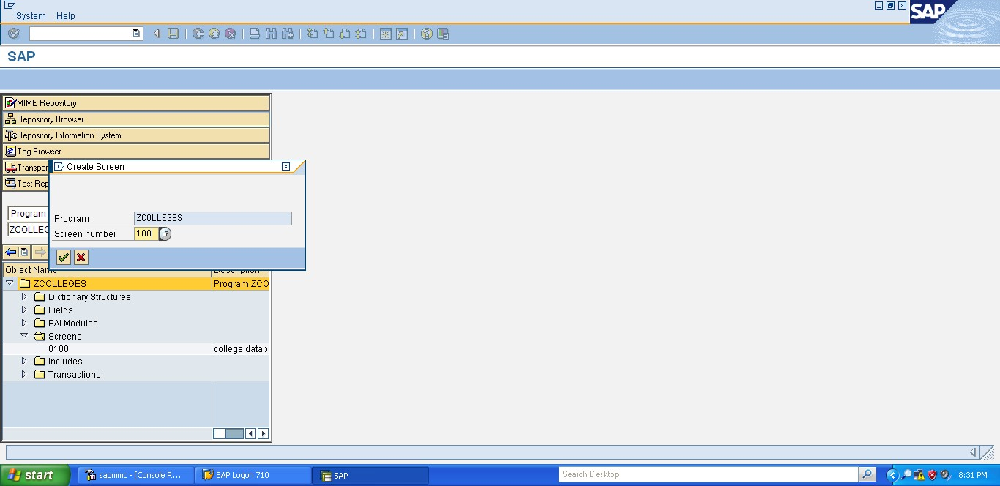 System Help
SAP
SAP
MIME Repository
Repository Browser
Repository Information System
Tag Browser
Transpor
Create Screen
Test Rep
Program
ZCOLLEGES
Screen number
100
Program
ZCOLLEG
Object Name
Description
ZCOLLEGES
Program ZCO
Dictionary Structures
Fields
PAI Modules
Screens
0100
college datab
Includes
Transactions
start
sapmmc - [Console R...
SAP Logon 710
SAP
Search Desktop
8:31 PM